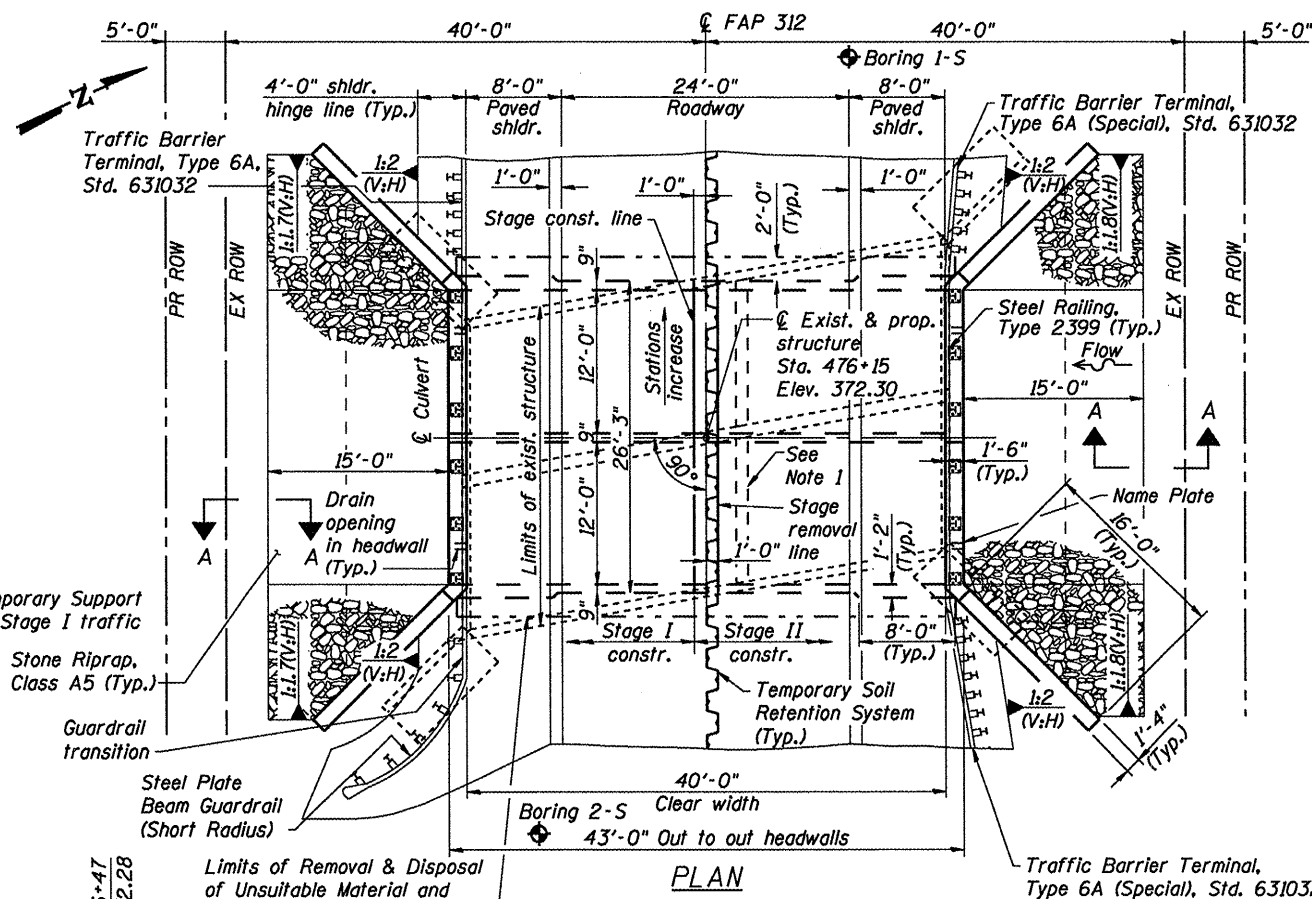 ℄ FAP 312
5'-0" 40'-0" 40'-0" 5'-0"
Boring 1-S
Z
4'-0" shldr.
hinge line (Typ.)
8'-0"
Paved
shldr.
24'-0"
Roadway
8'-0"
Paved
shldr.
Traffic Barrier Terminal,
Type 6A (Special), Std. 631032
Traffic Barrier
Terminal, Type 6A,
Std. 631032
1:2
(V:H)
1:2
(V:H)
1'-0"
1'-0"
1'-0"
2'-0"
(Typ.)
Stage const. line
1:1.7(V:H)
1:1.8(V:H)
PR ROW
EX ROW
EX ROW
PR ROW
9"
Steel Railing,
Type 2399 (Typ.)
Flow
℄ Exist. & prop.
structure
Sta. 476+15
Elev. 372.30
Stations
increase
12'-0"
℄ Culvert
Limits of exist. structure
26'-3"
9"
90°
15'-0"
15'-0"
A A
1'-6"
(Typ.)
See
Note 1
Name Plate
Stage
removal
line
12'-0"
Drain
opening
in headwall
(Typ.)
A A
1'-0"
1'-2"
(Typ.)
16'-0"
(Typ.)
9"
porary Support
Stage I traffic
Stage I
constr.
Stage II
constr.
8'-0"
(Typ.)
Stone Riprap,
Class A5 (Typ.)
1:1.7(V:H)
1:2
(V:H)
1:1.8(V:H)
Temporary Soil
Retention System
(Typ.)
1:2
(V:H)
1'-4"
(Typ.)
Guardrail
transition
Steel Plate
Beam Guardrail
(Short Radius)
40'-0"
Clear width
Boring 2-S
43'-0" Out to out headwalls
Limits of Removal & Disposal
of Unsuitable Material and
PLAN
Traffic Barrier Terminal,
Type 6A (Special), Std. 63103
+47
2.28